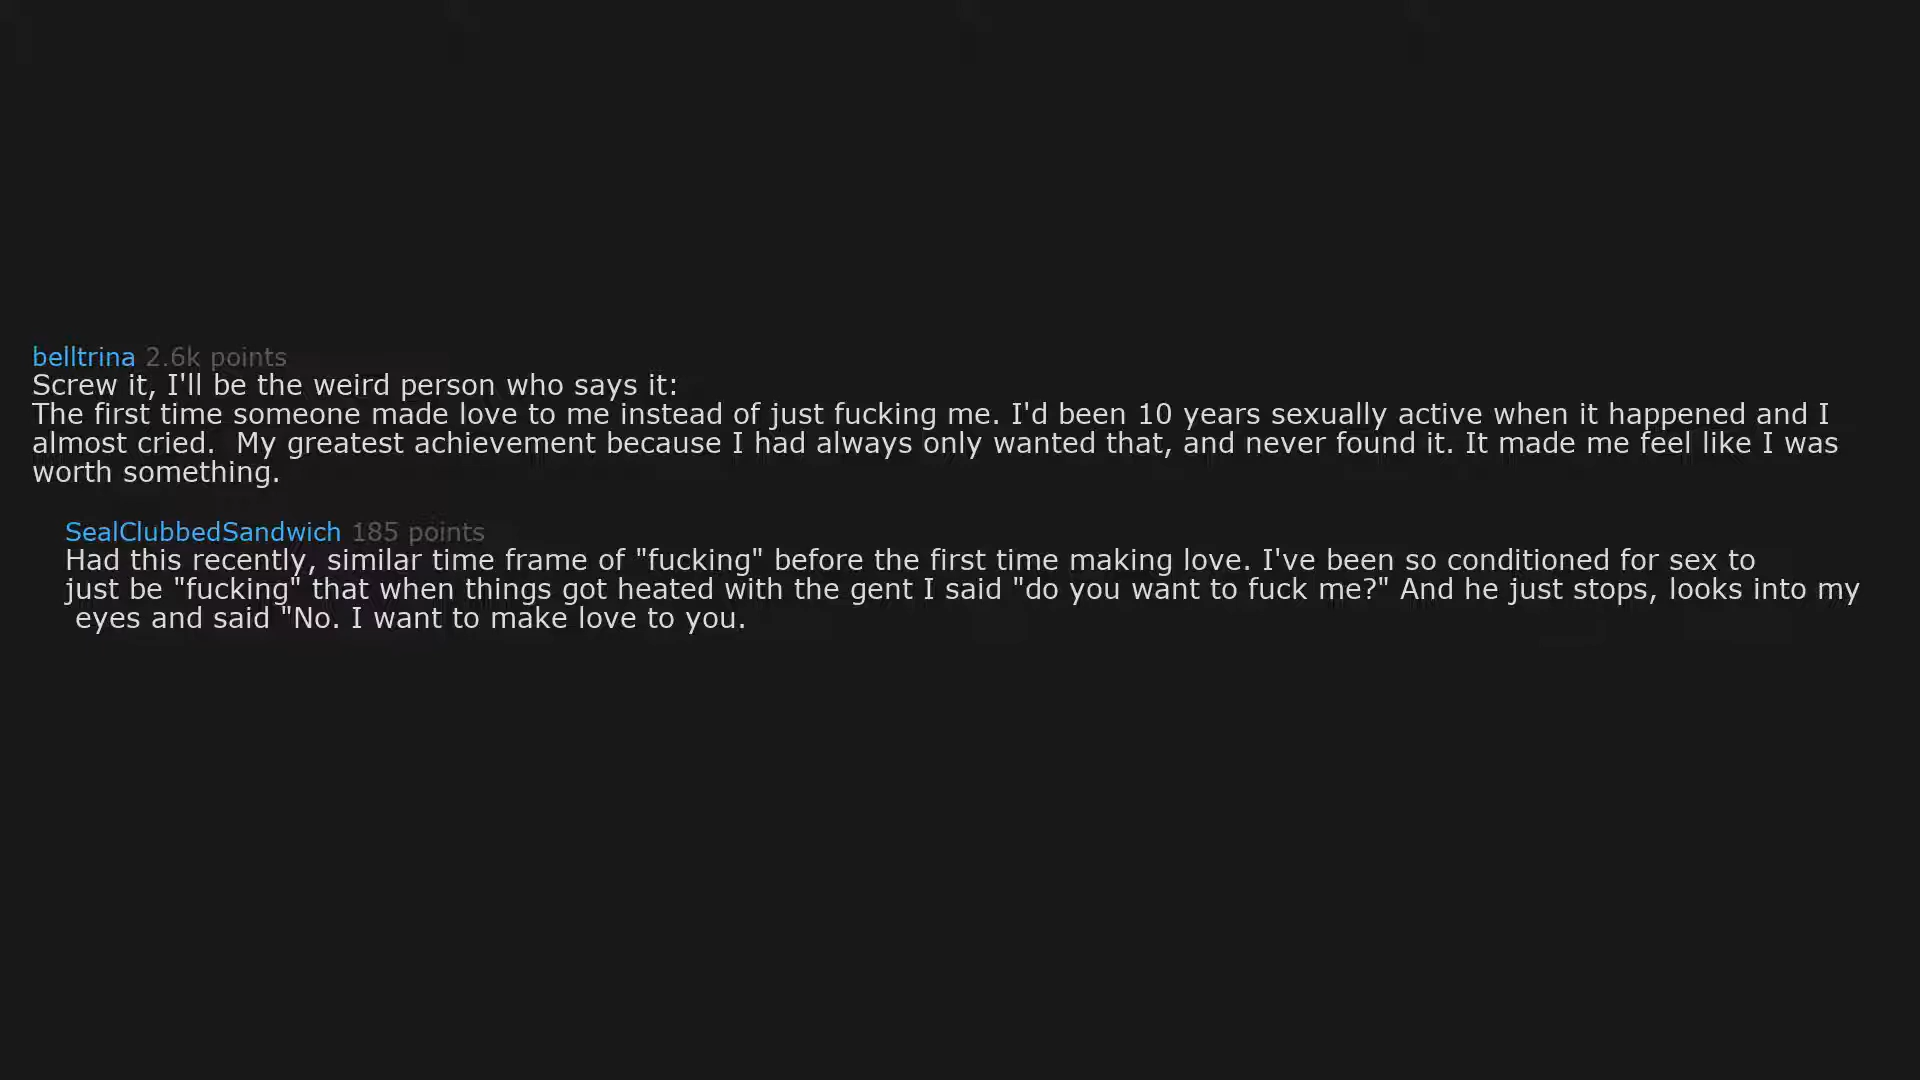 belltrina 2.6k points
Screw it, I'll be the weird person who says it:
The first time someone made love to me instead of just fucking me. I'd been 10 years sexually active when it happened and I
almost cried.  My greatest achievement because I had always only wanted that, and never found it. It made me feel like I was
worth something.
SealClubbedSandwich 185 points
Had this recently, similar time frame of "fucking" before the first time making love. I've been so conditioned for sex to
just be "fucking" that when things got heated with the gent I said "do you want to fuck me?" And he just stops, looks into my
eyes and said "No. I want to make love to you.